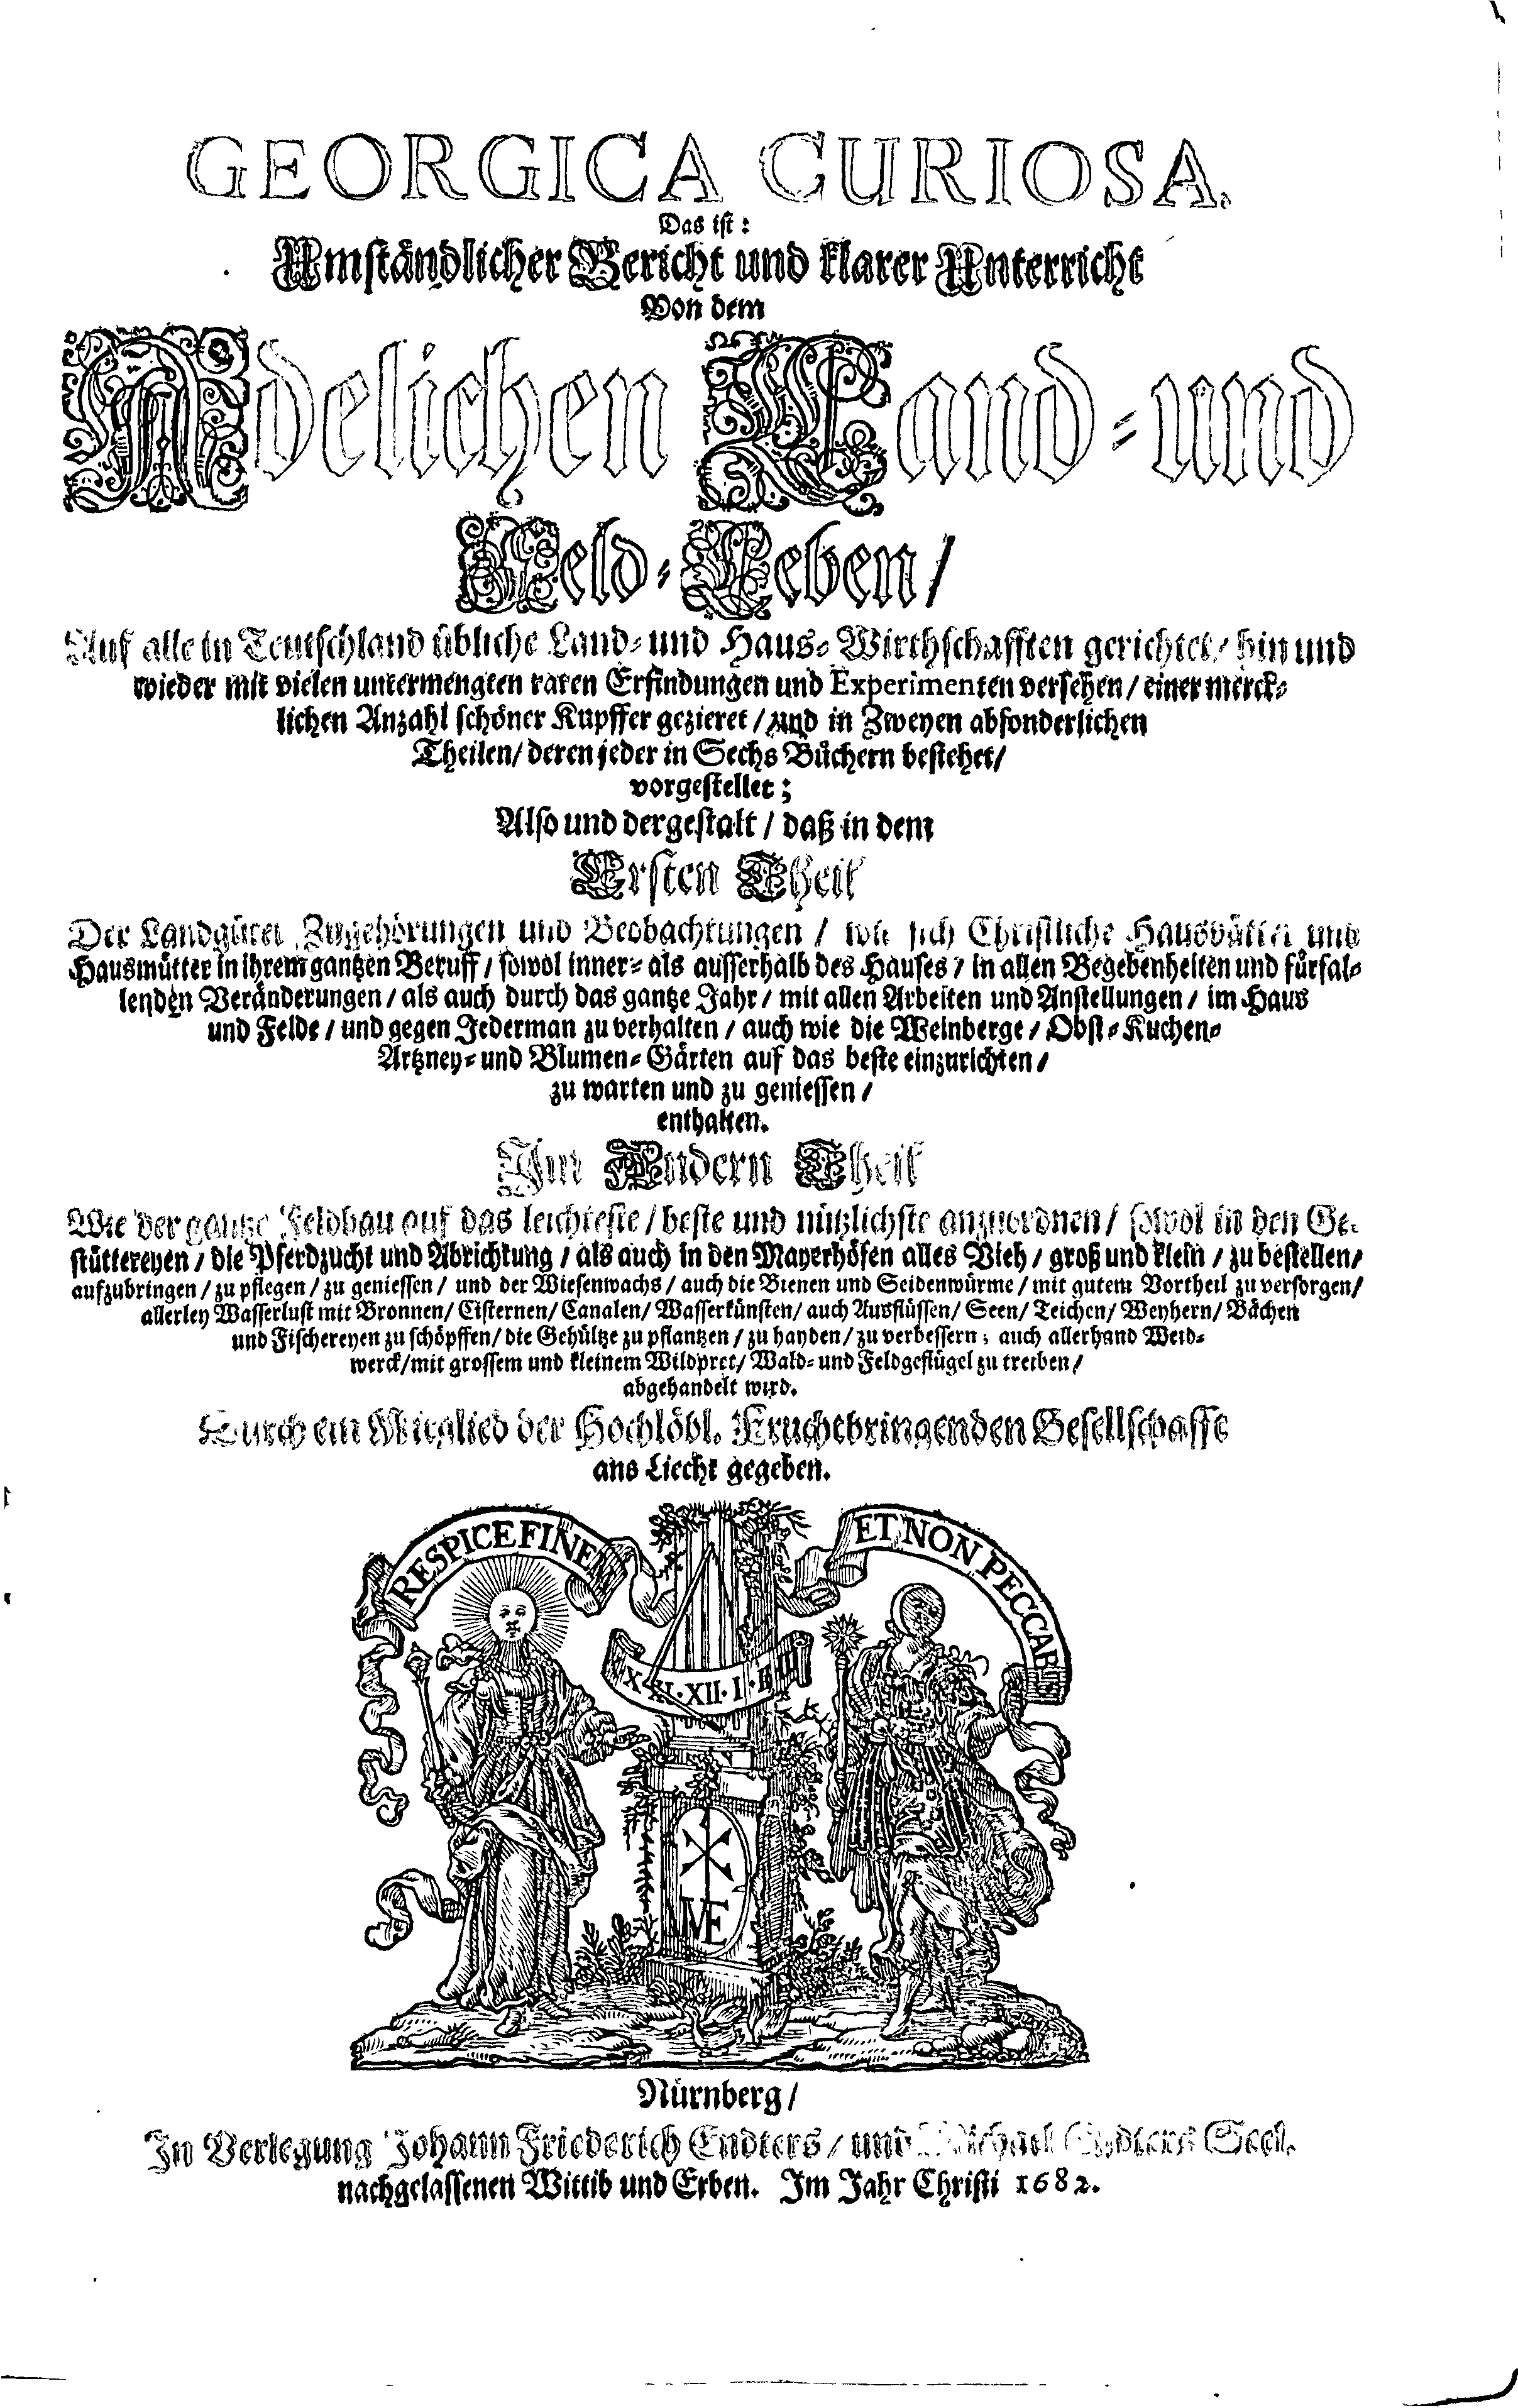 GEORGICA CURIOSA.
Das ist:
Umständlicher Bericht und klarer Unterricht
Von dem
Adelichen Land- und
Feld-Leben/
Auf alle in Teutschland übliche Land- und Haus-Wirthschafften gerichtet/ hin und
wieder mit vielen untermengten raren Erfindungen und Experimenten versehen/ einer merck-
lichen Anzahl schöner Kupffer gezieret/ und in Zweyen absonderlichen
Theilen/ deren jeder in Sechs Büchern bestehet/
vorgestellet;
Also und dergestalt/ daß in dem
Ersten Theil
Der Landgüter Zugehörungen und Beobachtungen/ wie sich Christliche Hausvätter und
Hausmütter in ihrem gantzen Beruff/ sowol inner- als ausserhalb des Hauses/ in allen Begebenheiten und fürfal-
lenden Veränderungen/ als auch durch das gantze Jahr/ mit allen Arbeiten und Anstellungen/ im Haus
und Felde/ und gegen Jederman zu verhalten/ auch wie die Weinberge/ Obst- Kuchen-
Artzney- und Blumen-Gärten auf das beste einzurichten/
zu warten und zu geniessen/
enthalten.
Im Andern Theil
Wie der gantze Feldbau auf das leichteste/ beste und nützlichste anzuordnen/ sowol in den Ge-
stüttereyen/ die Pferdzucht und Abrichtung/ als auch in den Mayerhöfen alles Vieh/ groß und klein/ zu bestellen/
aufzubringen/ zu pflegen/ zu geniessen/ und der Wiesenwachs/ auch die Bienen und Seidenwürme/ mit gutem Vortheil zu versorgen/
allerley Wasserlust mit Bronnen/ Cisternen/ Canalen/ Wasserkünsten/ auch Ausflüssen/ Seen/ Teichen/ Weyhern/ Bächen
und Fischereyen zu schöpffen/ die Gehültze zu pflantzen/ zu hayden/ zu verbessern; auch allerhand Weid-
werck/ mit grossem und kleinem Wildpret/ Wald- und Feldgeflügel zu treiben/
abgehandelt wird.
Durch ein Mitglied der Hochlöbl. Fruchtbringenden Gesellschafft
ans Liecht gegeben.
RESPICE FINEM
ET NON PECCABIS
X·XI·XII·I·II·III
WE
Nürnberg/
In Verlegung Johann Friederich Endters/ und Michael Endters Seel.
nachgelassenen Wittib und Erben. Im Jahr Christi 1682.